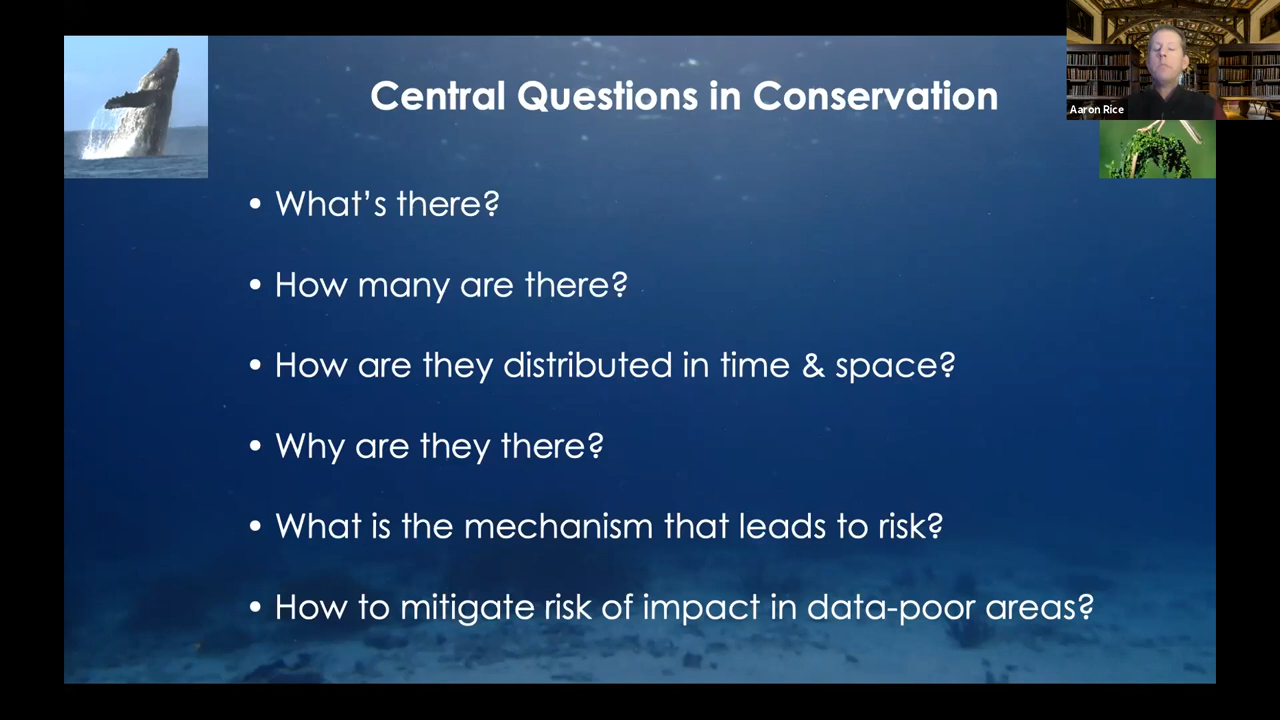 Central Questions in Conservation
Aaron Rice
• What’s there?
• How many are there?
• How are they distributed in time & space?
• Why are they there?
• What is the mechanism that leads to risk?
• How to mitigate risk of impact in data-poor areas?